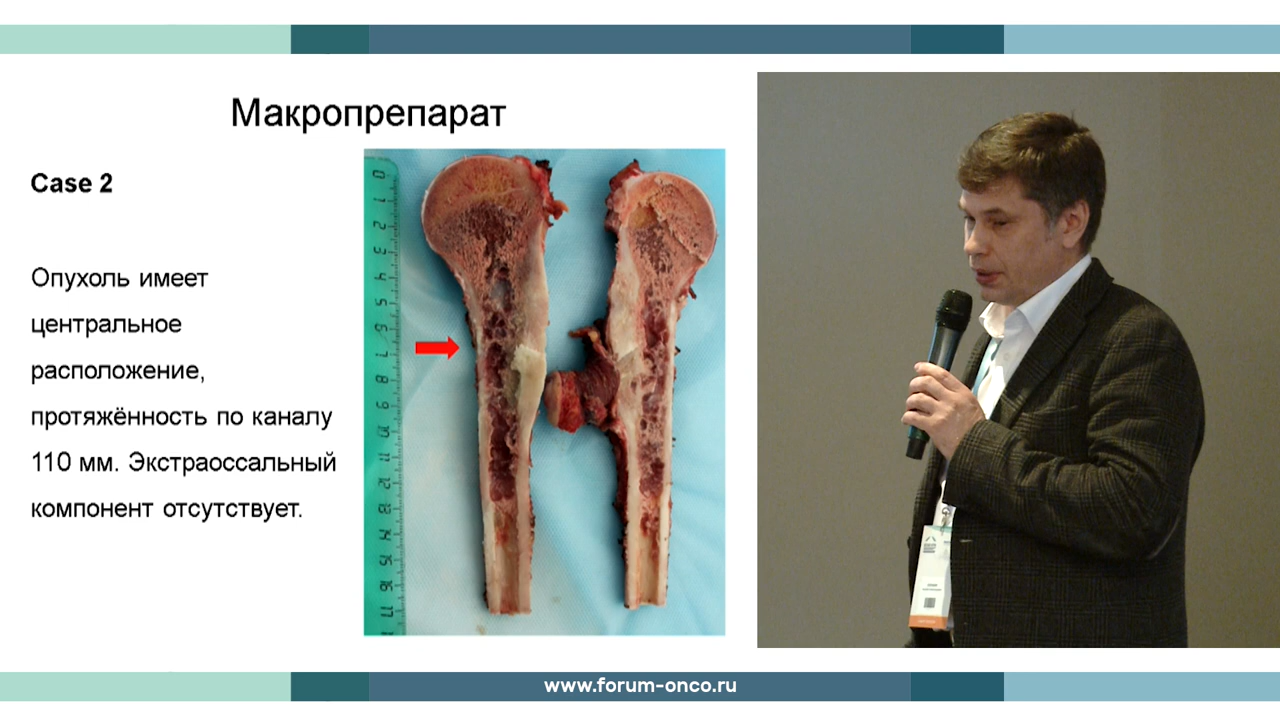 Макропрепарат
Case 2
Опухоль имеет
центральное
расположение,
протяжённость по каналу
110 мм. Экстраоссальный
компонент отсутствует.
www.forum-onco.ru